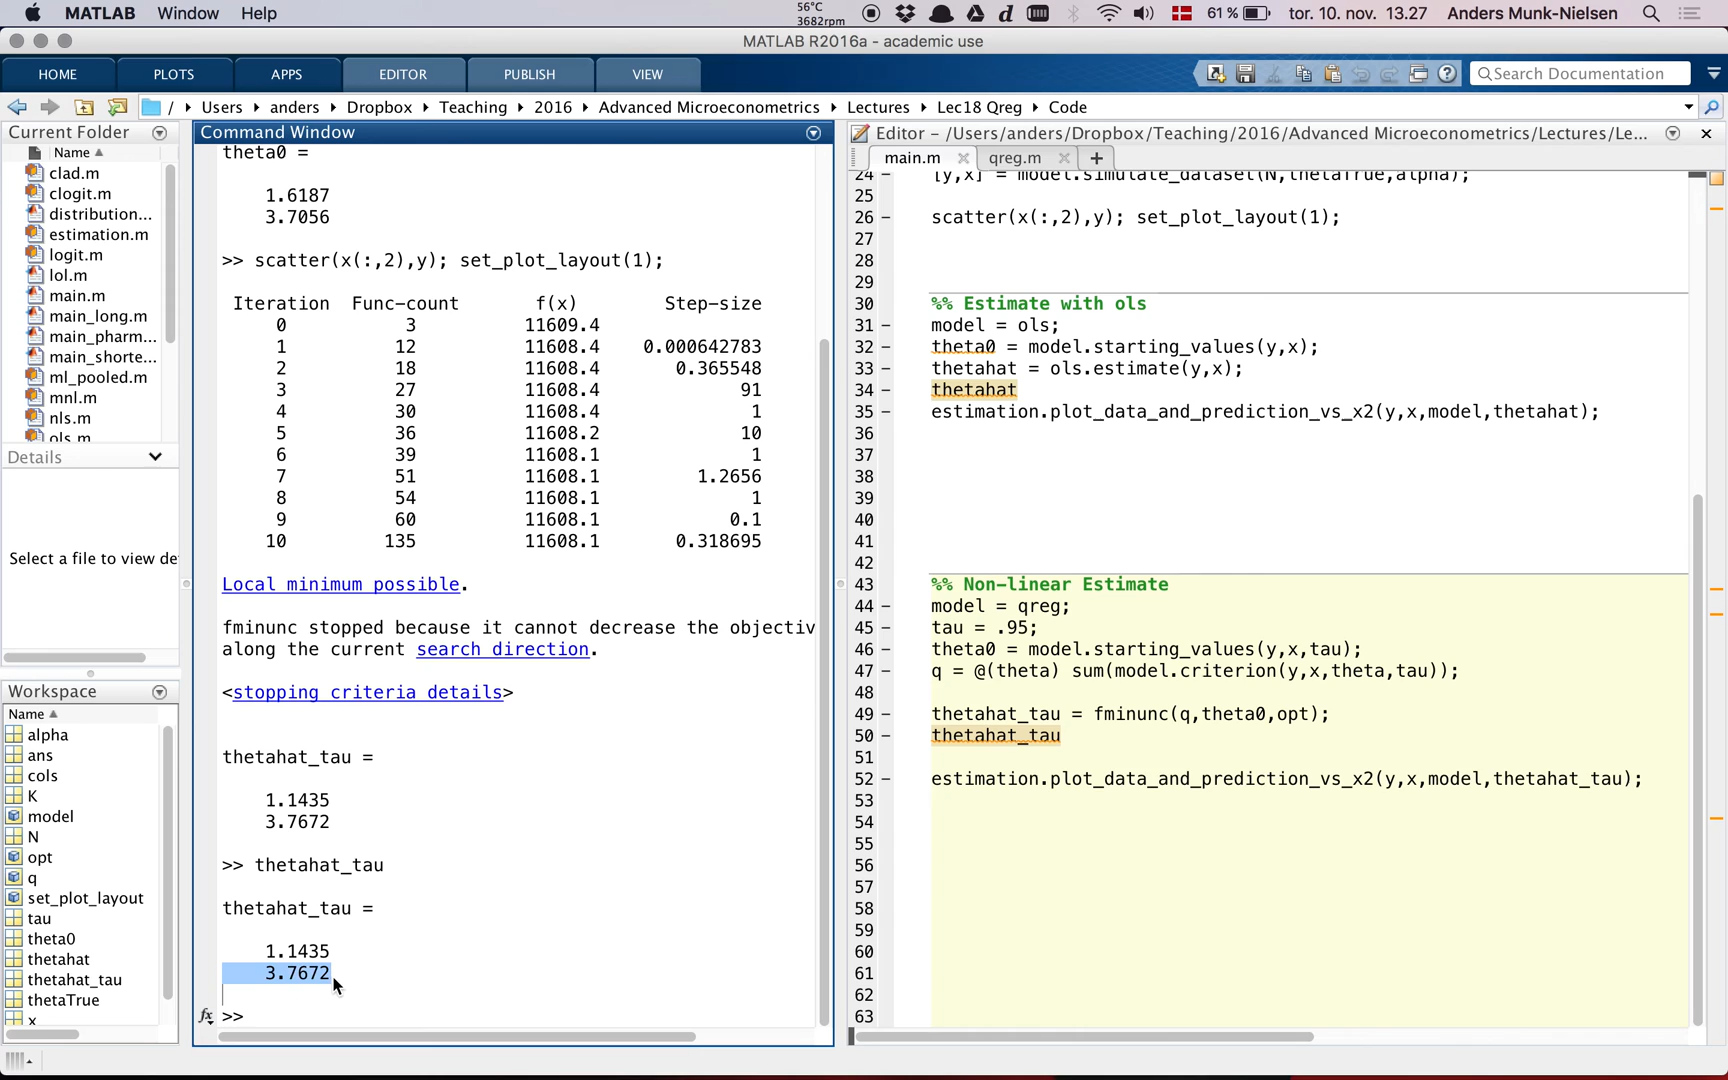 MATLAB Window Help 56°C 3682rpm 61% tor. 10. nov. 13.27 Anders Munk-Nielsen
MATLAB R2016a - academic use
HOME PLOTS APPS EDITOR PUBLISH VIEW Search Documentation
/ Users anders Dropbox Teaching 2016 Advanced Microeconometrics Lectures Lec18 Qreg Code
Current Folder
Name
clad.m
clogit.m
distribution...
estimation.m
logit.m
lol.m
main.m
main_long.m
main_pharm...
main_shorte...
ml_pooled.m
mnl.m
nls.m
ols.m
Details
Select a file to view de
Workspace
Name
alpha
ans
cols
K
model
N
opt
q
set_plot_layout
tau
theta0
thetahat
thetahat_tau
thetaTrue
x
Command Window
theta0 =
1.6187
3.7056
>> scatter(x(:,2),y); set_plot_layout(1);
Iteration Func-count f(x) Step-size
0 3 11609.4
1 12 11608.4 0.000642783
2 18 11608.4 0.365548
3 27 11608.4 91
4 30 11608.4 1
5 36 11608.2 10
6 39 11608.1 1
7 51 11608.1 1.2656
8 54 11608.1 1
9 60 11608.1 0.1
10 135 11608.1 0.318695
Local minimum possible.
fminunc stopped because it cannot decrease the objectiv
along the current search direction.
<stopping criteria details>
thetahat_tau =
1.1435
3.7672
>> thetahat_tau
thetahat_tau =
1.1435
3.7672
fx >>
Editor - /Users/anders/Dropbox/Teaching/2016/Advanced Microeconometrics/Lectures/Le...
main.m qreg.m
24 - [y,x] = model.simulate_dataset(N,thetaTrue,alpha);
25
26 - scatter(x(:,2),y); set_plot_layout(1);
27
28
29
30 %% Estimate with ols
31 - model = ols;
32 - theta0 = model.starting_values(y,x);
33 - thetahat = ols.estimate(y,x);
34 - thetahat
35 - estimation.plot_data_and_prediction_vs_x2(y,x,model,thetahat);
36
37
38
39
40
41
42
43 %% Non-linear Estimate
44 - model = qreg;
45 - tau = .95;
46 - theta0 = model.starting_values(y,x,tau);
47 - q = @(theta) sum(model.criterion(y,x,theta,tau));
48
49 - thetahat_tau = fminunc(q,theta0,opt);
50 - thetahat_tau
51
52 - estimation.plot_data_and_prediction_vs_x2(y,x,model,thetahat_tau);
53
54
55
56
57
58
59
60
61
62
63